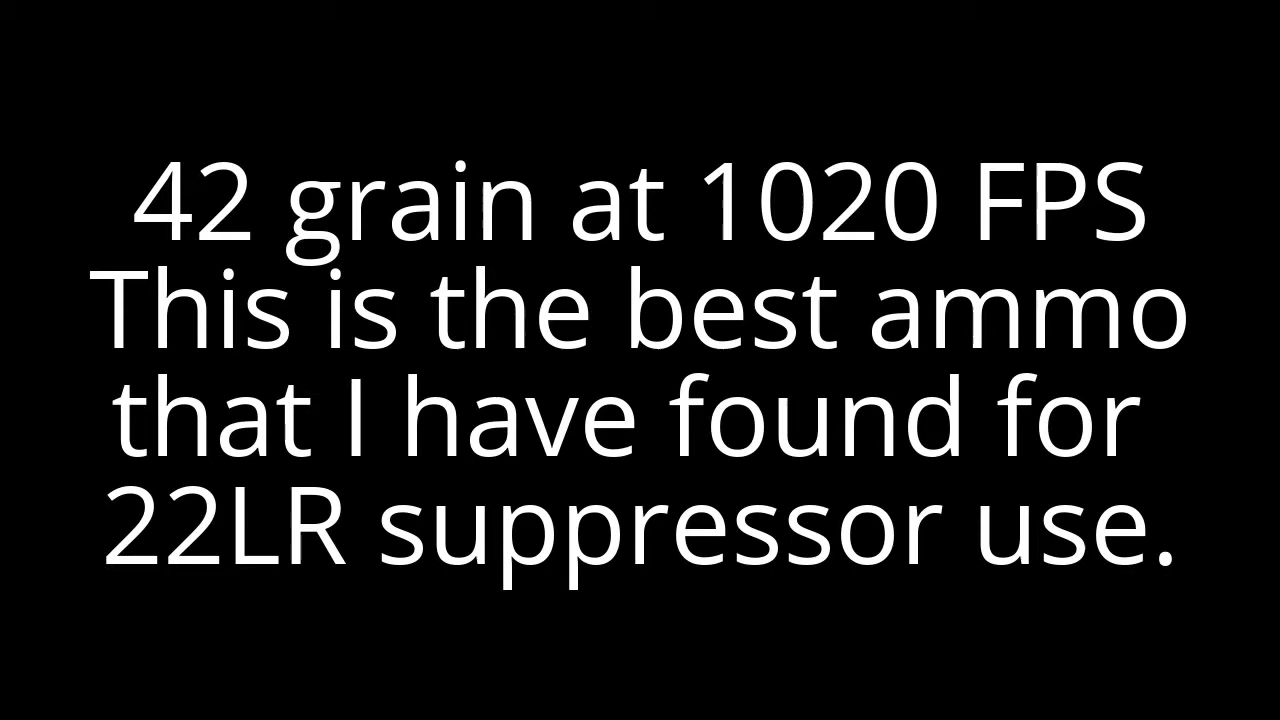 42 grain at 1020 FPS
This is the best ammo
that I have found for
22LR suppressor use.